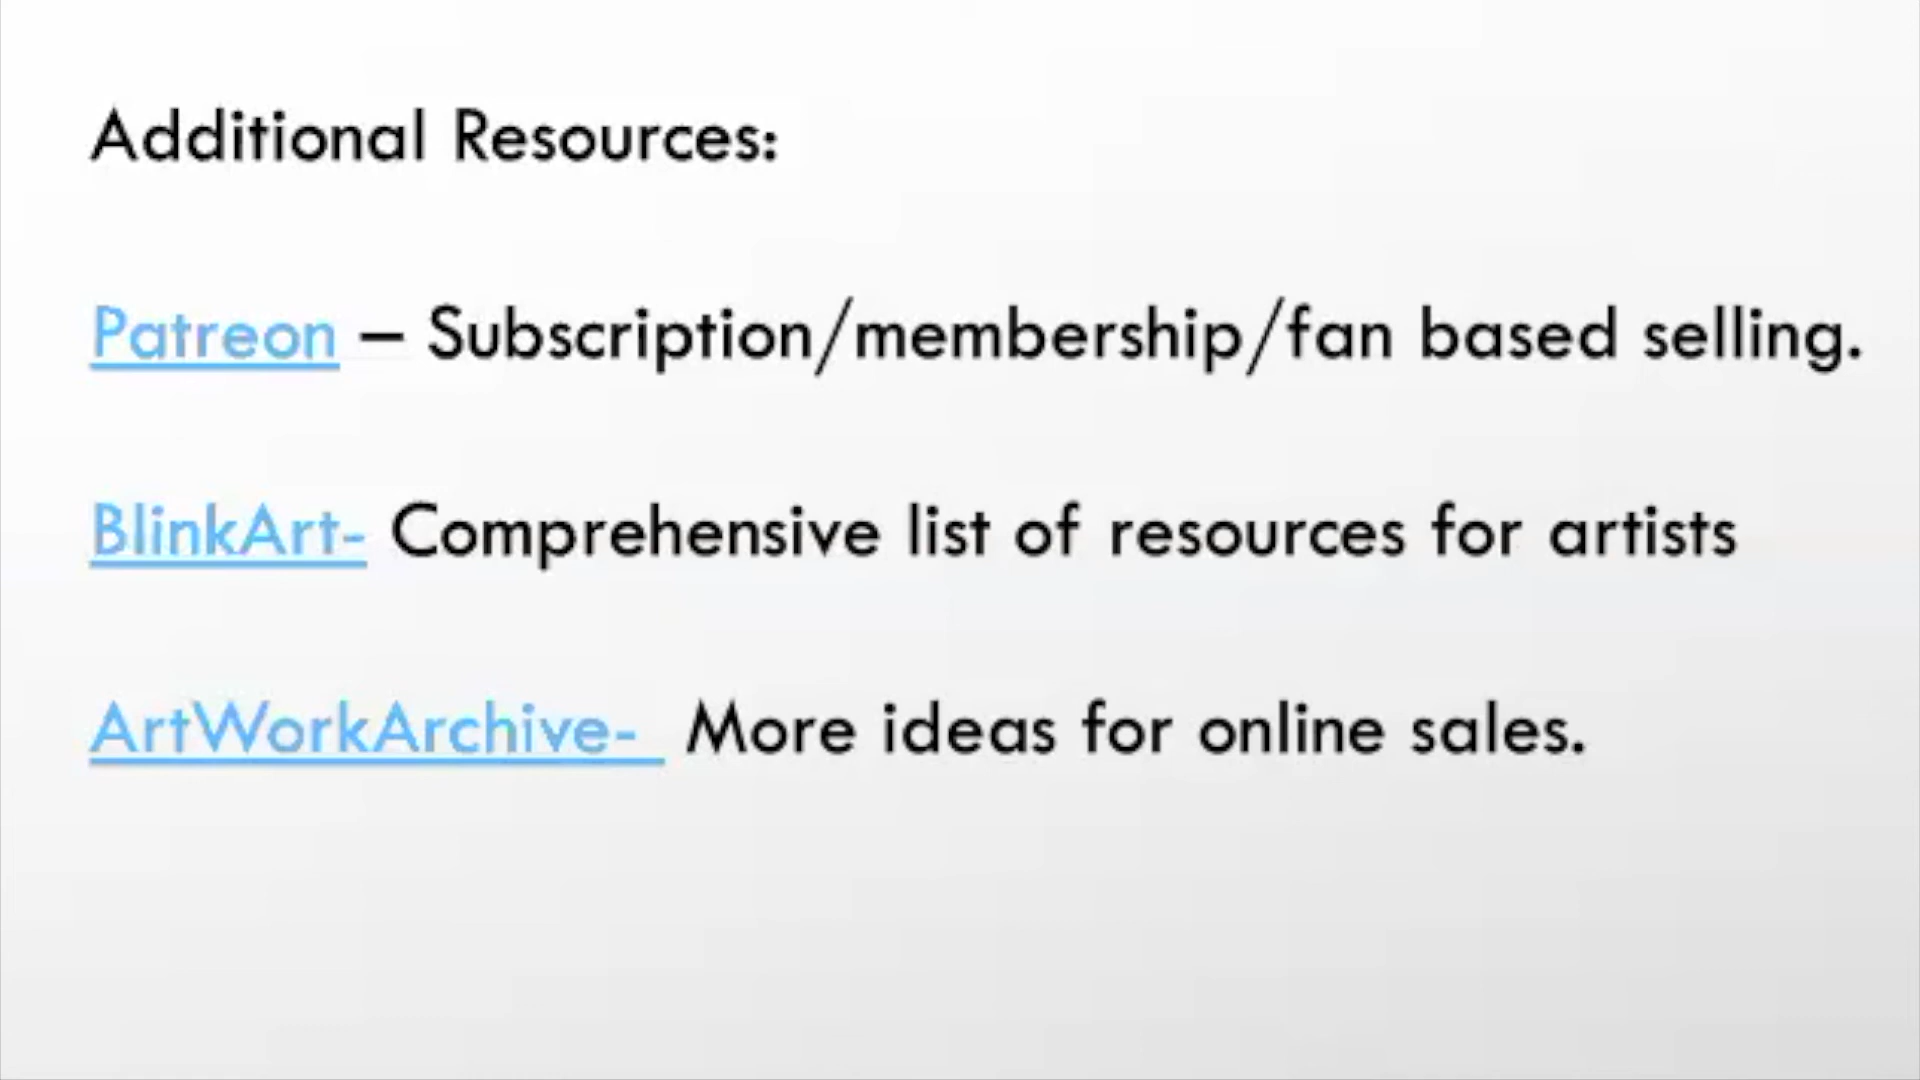 Additional Resources:
Patreon – Subscription/membership/fan based selling.
BlinkArt- Comprehensive list of resources for artists
ArtWorkArchive- More ideas for online sales.